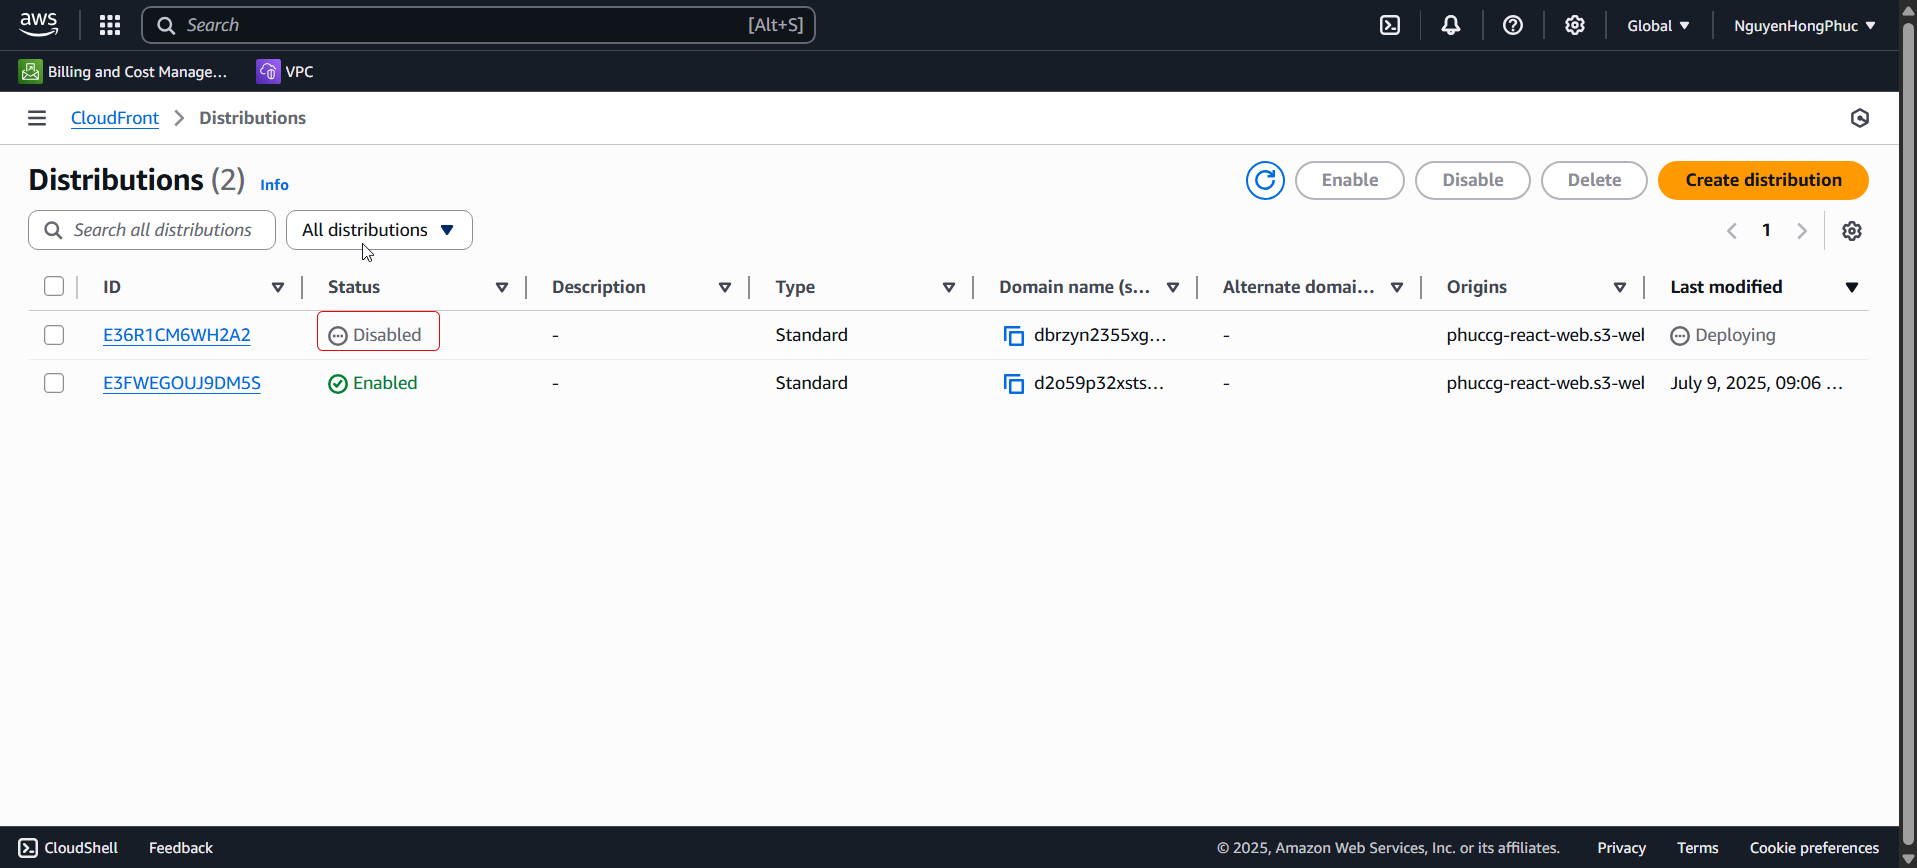 aws
Search [Alt+S] Global NguyenHongPhuc
Billing and Cost Manage... VPC
CloudFront Distributions
Distributions (2) Info Enable Disable Delete Create distribution
Search all distributions All distributions 1
ID Status Description Type Domain name (s... Alternate domai... Origins Last modified
E36R1CM6WH2A2 Disabled - Standard dbrzyn2355xg... - phuccg-react-web.s3-wel Deploying
E3FWEGOUJ9DM5S Enabled - Standard d2o59p32xsts... - phuccg-react-web.s3-wel July 9, 2025, 09:06 ...
CloudShell Feedback © 2025, Amazon Web Services, Inc. or its affiliates. Privacy Terms Cookie preferences